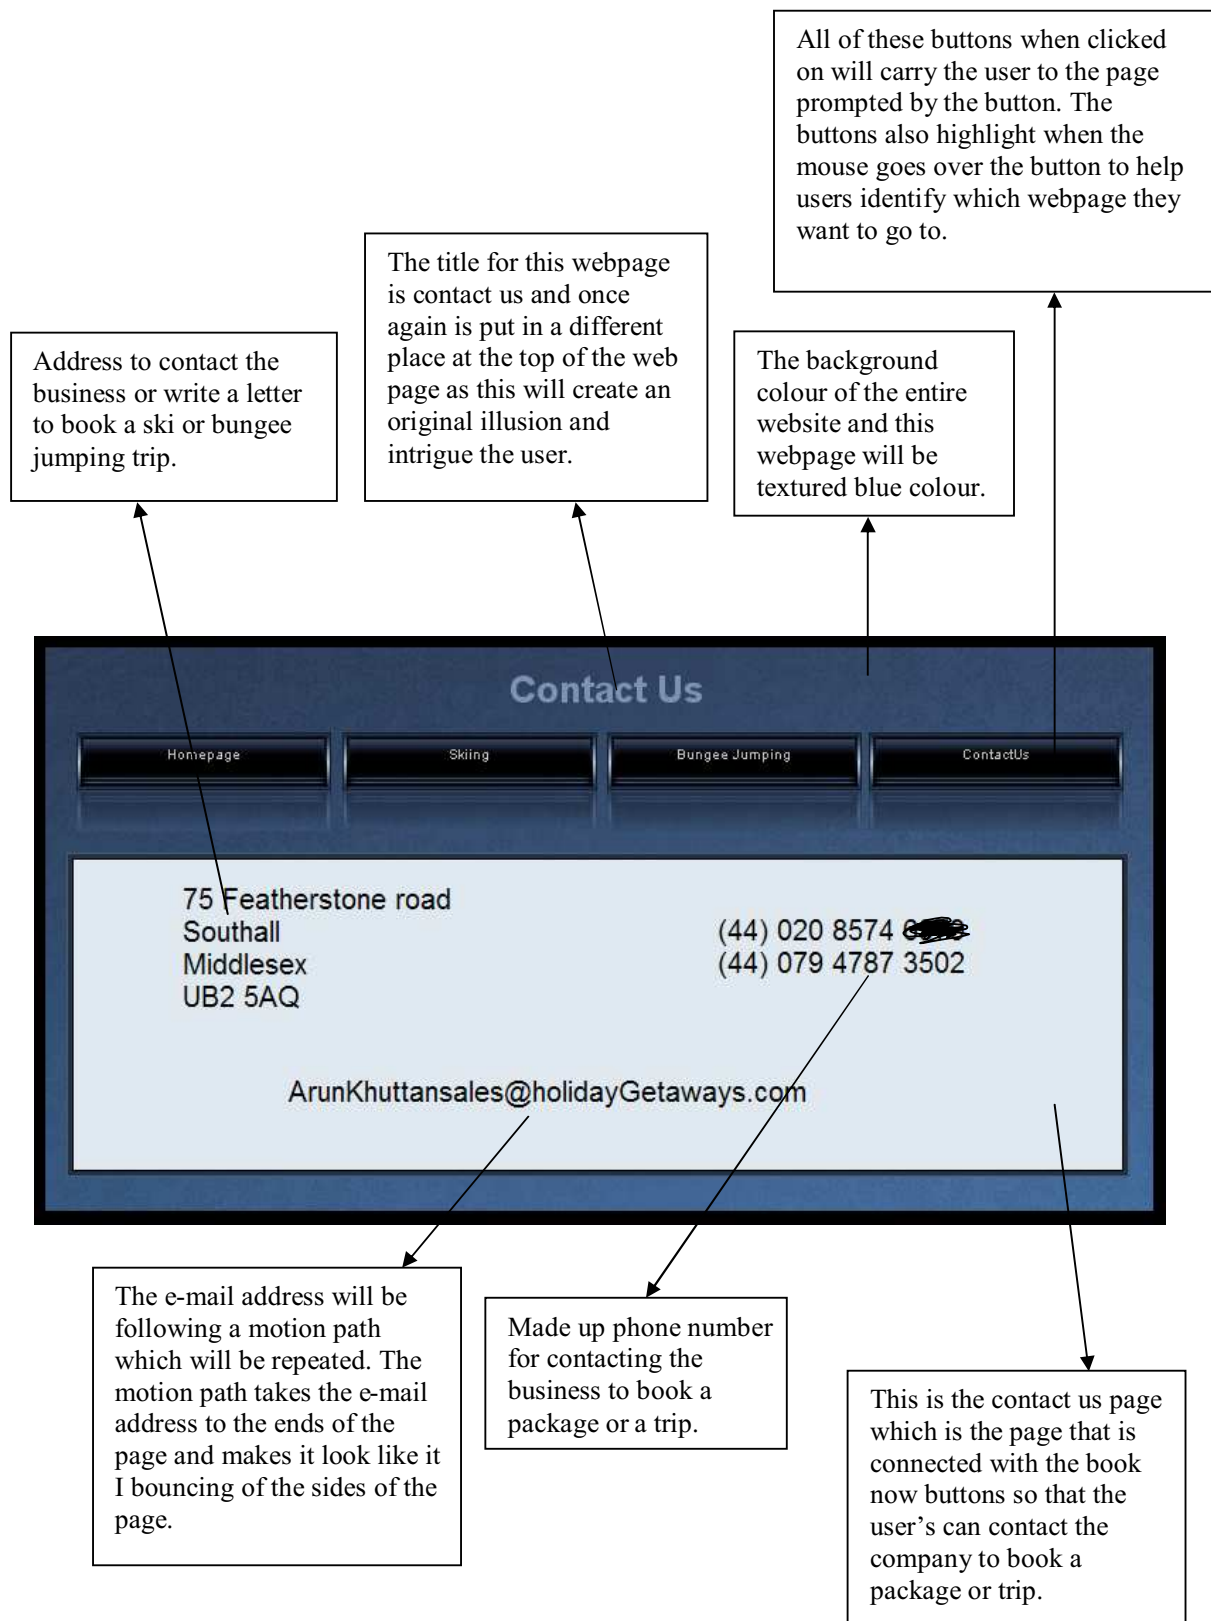 All of these buttons when clicked
on will carry the user to the page
prompted by the button. The
buttons also highlight when the
mouse goes over the button to help
users identify which webpage they
want to go to.
The title for this webpage
is contact us and once
again is put in a different
place at the top of the web
page as this will create an
original illusion and
intrigue the user.
Address to contact the
business or write a letter
to book a ski or bungee
jumping trip.
The background
colour of the entire
website and this
webpage will be
textured blue colour.
Contact Us
Homepage
Skiing
Bungee Jumping
ContactUs
75 Featherstone road
Southall
Middlesex
UB2 5AQ
(44) 020 8574
(44) 079 4787 3502
ArunKhuttansales@holidayGetaways.com
The e-mail address will be
following a motion path
which will be repeated. The
motion path takes the e-mail
address to the ends of the
page and makes it look like it
I bouncing of the sides of the
page.
Made up phone number
for contacting the
business to book a
package or a trip.
This is the contact us page
which is the page that is
connected with the book
now buttons so that the
user’s can contact the
company to book a
package or trip.